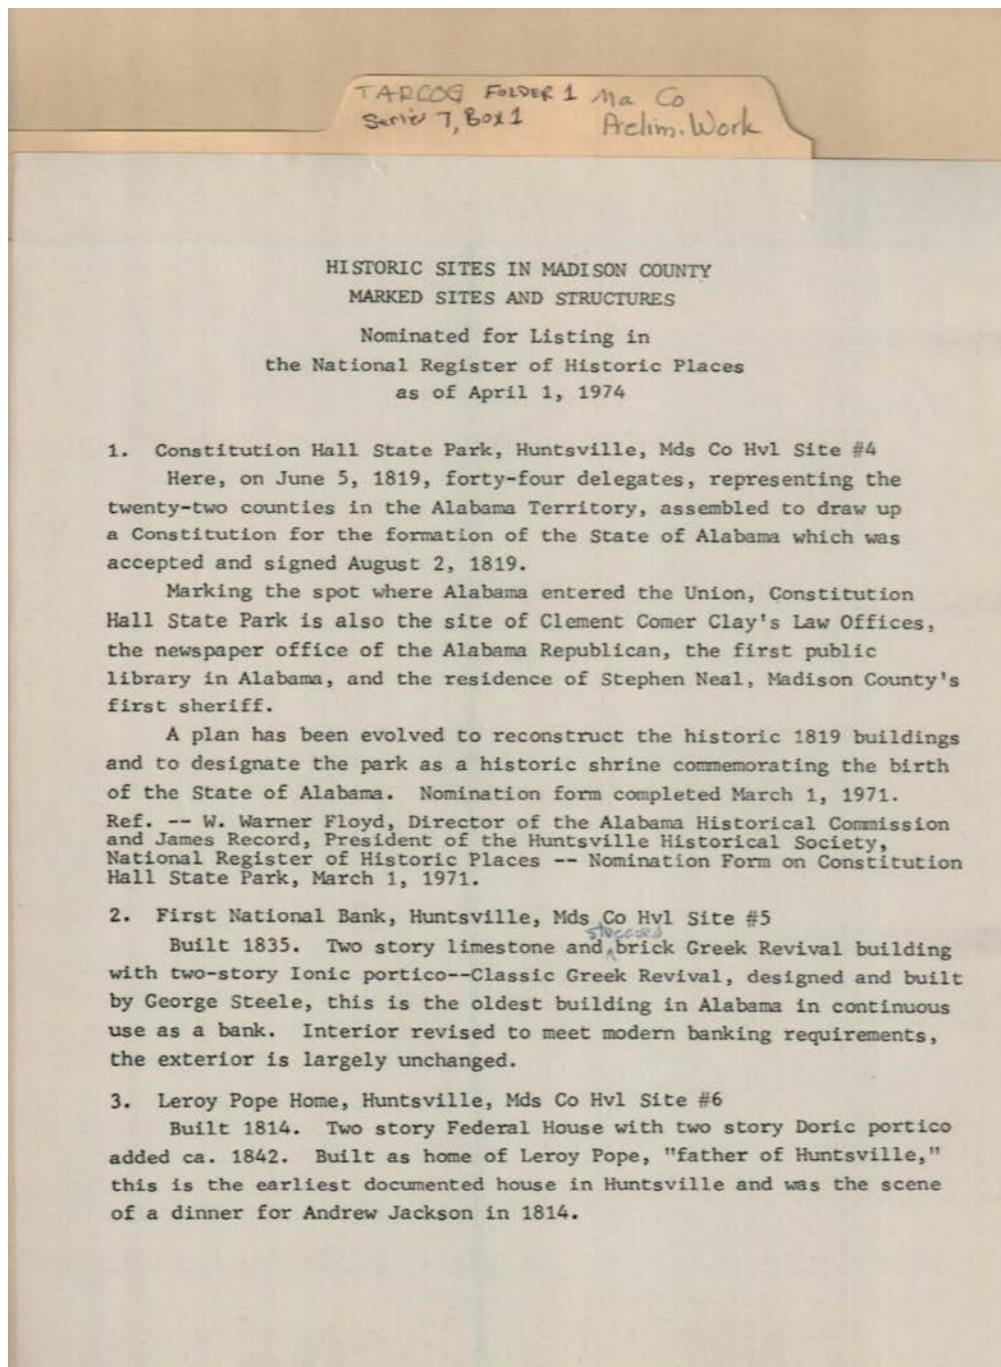 TARCOG FOLDER 1 Ma Co
Series 7, Box 1 Prelim. Work
HISTORIC SITES IN MADISON COUNTY
MARKED SITES AND STRUCTURES
Nominated for Listing in
the National Register of Historic Places
as of April 1, 1974
1. Constitution Hall State Park, Huntsville, Mds Co Hvl Site #4
Here, on June 5, 1819, forty-four delegates, representing the
twenty-two counties in the Alabama Territory, assembled to draw up
a Constitution for the formation of the State of Alabama which was
accepted and signed August 2, 1819.
Marking the spot where Alabama entered the Union, Constitution
Hall State Park is also the site of Clement Comer Clay's Law Offices,
the newspaper office of the Alabama Republican, the first public
library in Alabama, and the residence of Stephen Neal, Madison County's
first sheriff.
A plan has been evolved to reconstruct the historic 1819 buildings
and to designate the park as a historic shrine commemorating the birth
of the State of Alabama. Nomination form completed March 1, 1971.
Ref. -- W. Warner Floyd, Director of the Alabama Historical Commission
and James Record, President of the Huntsville Historical Society,
National Register of Historic Places -- Nomination Form on Constitution
Hall State Park, March 1, 1971.
2. First National Bank, Huntsville, Mds Co Hvl Site #5
stuccoed
Built 1835. Two story limestone and brick Greek Revival building
with two-story Ionic portico--Classic Greek Revival, designed and built
by George Steele, this is the oldest building in Alabama in continuous
use as a bank. Interior revised to meet modern banking requirements,
the exterior is largely unchanged.
3. Leroy Pope Home, Huntsville, Mds Co Hvl Site #6
Built 1814. Two story Federal House with two story Doric portico
added ca. 1842. Built as home of Leroy Pope, "father of Huntsville,"
this is the earliest documented house in Huntsville and was the scene
of a dinner for Andrew Jackson in 1814.